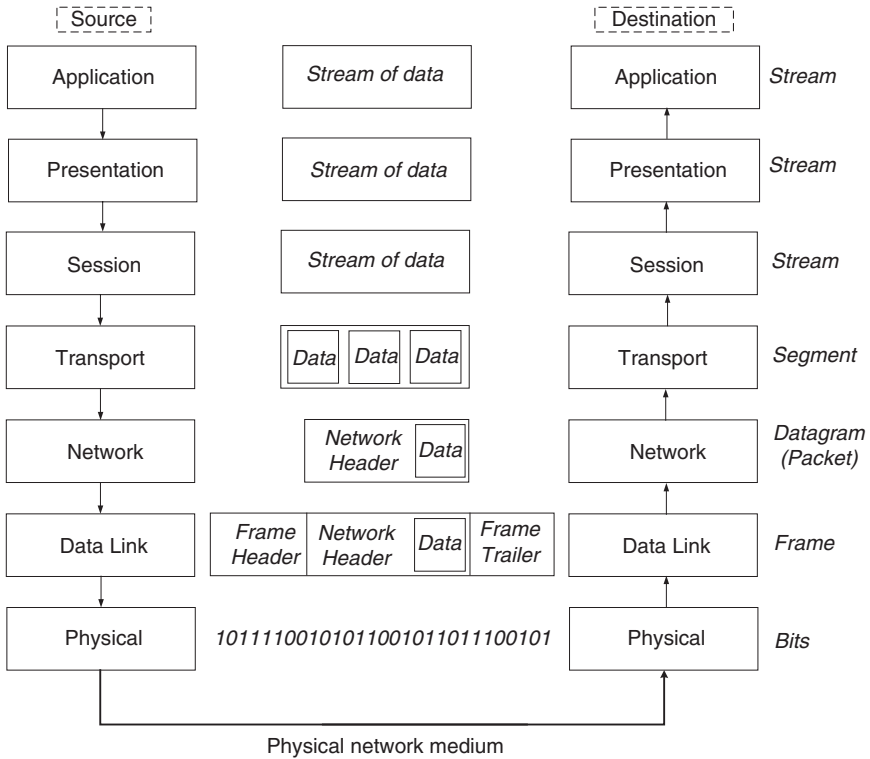 Source
Destination
Application
Stream of data
Application
Stream
Presentation
Stream of data
Presentation
Stream
Session
Stream of data
Session
Stream
Transport
Data
Data
Data
Transport
Segment
Network
Network
Header
Data
Network
Datagram
(Packet)
Data Link
Frame
Header
Network
Header
Data
Frame
Trailer
Data Link
Frame
Physical
1011110010101100101101110​0101
Physical
Bits
Physical network medium